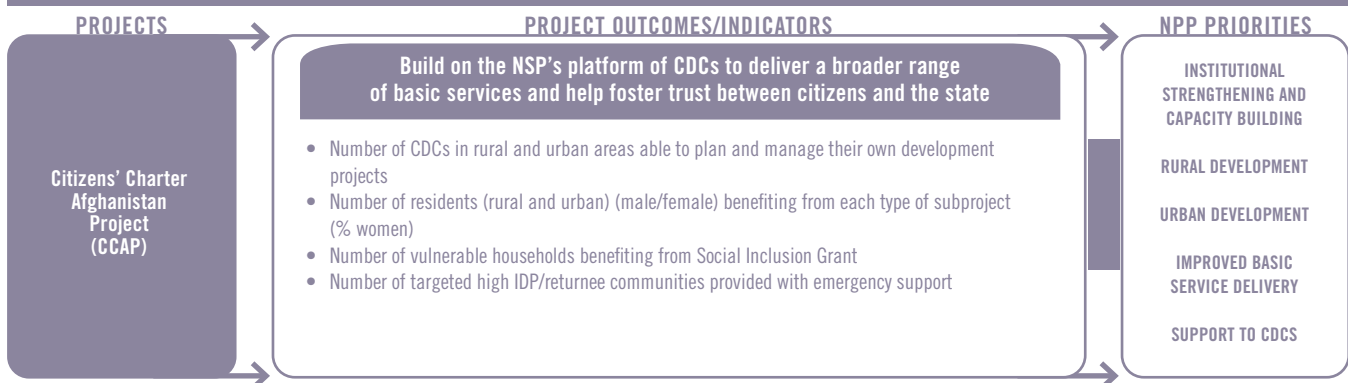 PROJECTS
PROJECT OUTCOMES/INDICATORS
NPP PRIORITIES
Citizens' Charter
Afghanistan
Project
(CCAP)
Build on the NSP's platform of CDCs to deliver a broader range
of basic services and help foster trust between citizens and the state
• Number of CDCs in rural and urban areas able to plan and manage their own development
projects
• Number of residents (rural and urban) (male/female) benefiting from each type of subproject
(% women)
• Number of vulnerable households benefiting from Social Inclusion Grant
• Number of targeted high IDP/returnee communities provided with emergency support
INSTITUTIONAL
STRENGTHENING AND
CAPACITY BUILDING
RURAL DEVELOPMENT
URBAN DEVELOPMENT
IMPROVED BASIC
SERVICE DELIVERY
SUPPORT TO CDCS